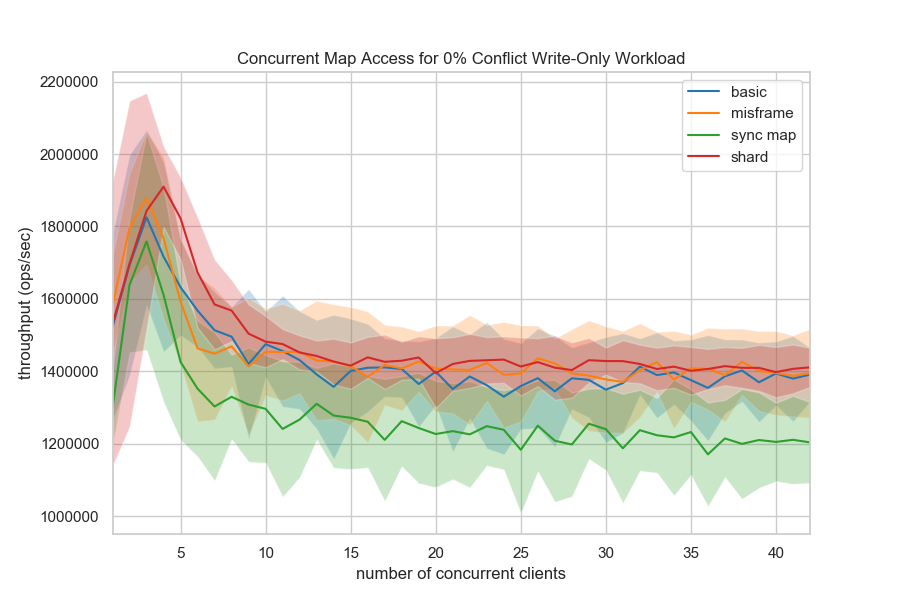 Concurrent Map Access for 0% Conflict Write-Only Workload
2200000
2000000
1800000
1600000
1400000
1200000
1000000
throughput (ops/sec)
basic
misframe
sync map
shard
5 10 15 20 25 30 35 40
number of concurrent clients